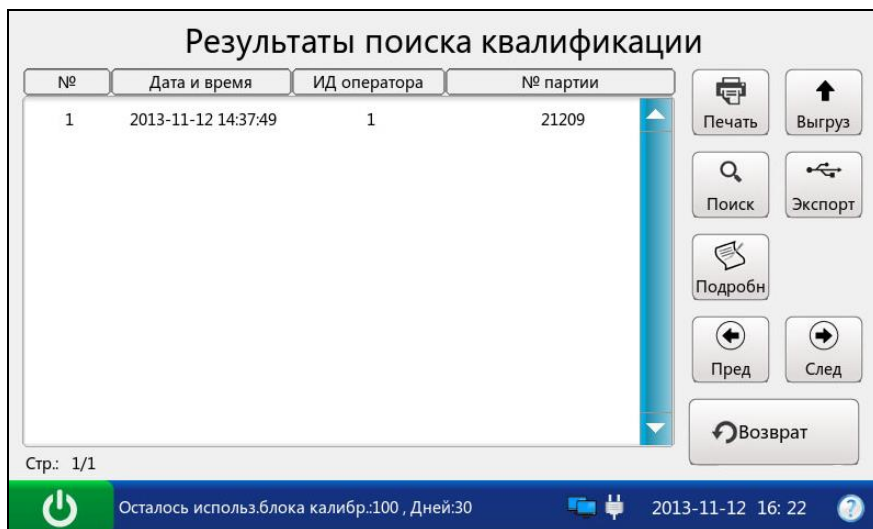 Результаты поиска квалификации
№ Дата и время ИД оператора № партии
1 2013-11-12 14:37:49 1 21209
Печать Выгруз
Поиск Экспорт
Подробн
Пред След
Возврат
Стр.: 1/1
Осталось использ.блока калибр.:100 , Дней:30 2013-11-12 16: 22 ?